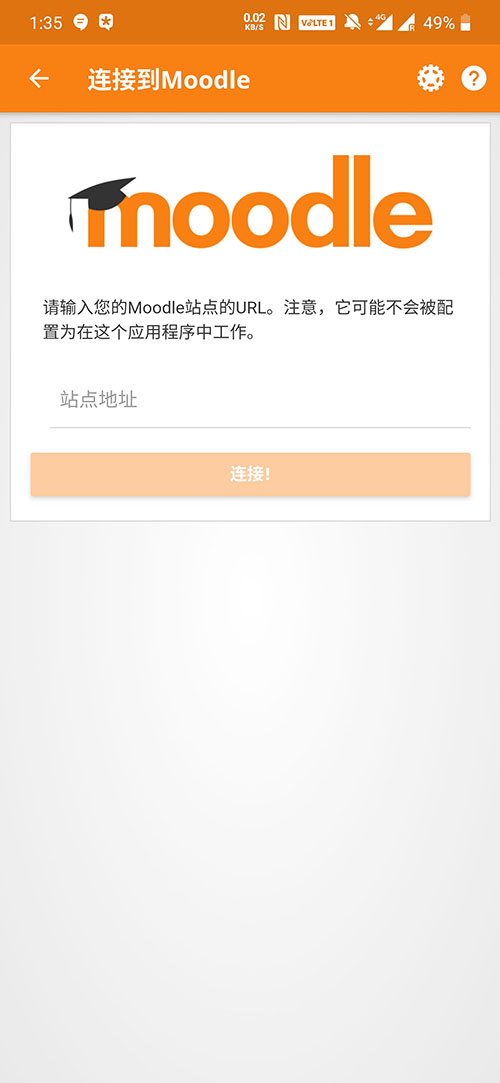 1:35
0.02
KB/S
VoLTE 1
4G
R
49%
连接到Moodle
moodle
请输入您的Moodle站点的URL。注意，它可能不会被配
置为在这个应用程序中工作。
站点地址
连接!